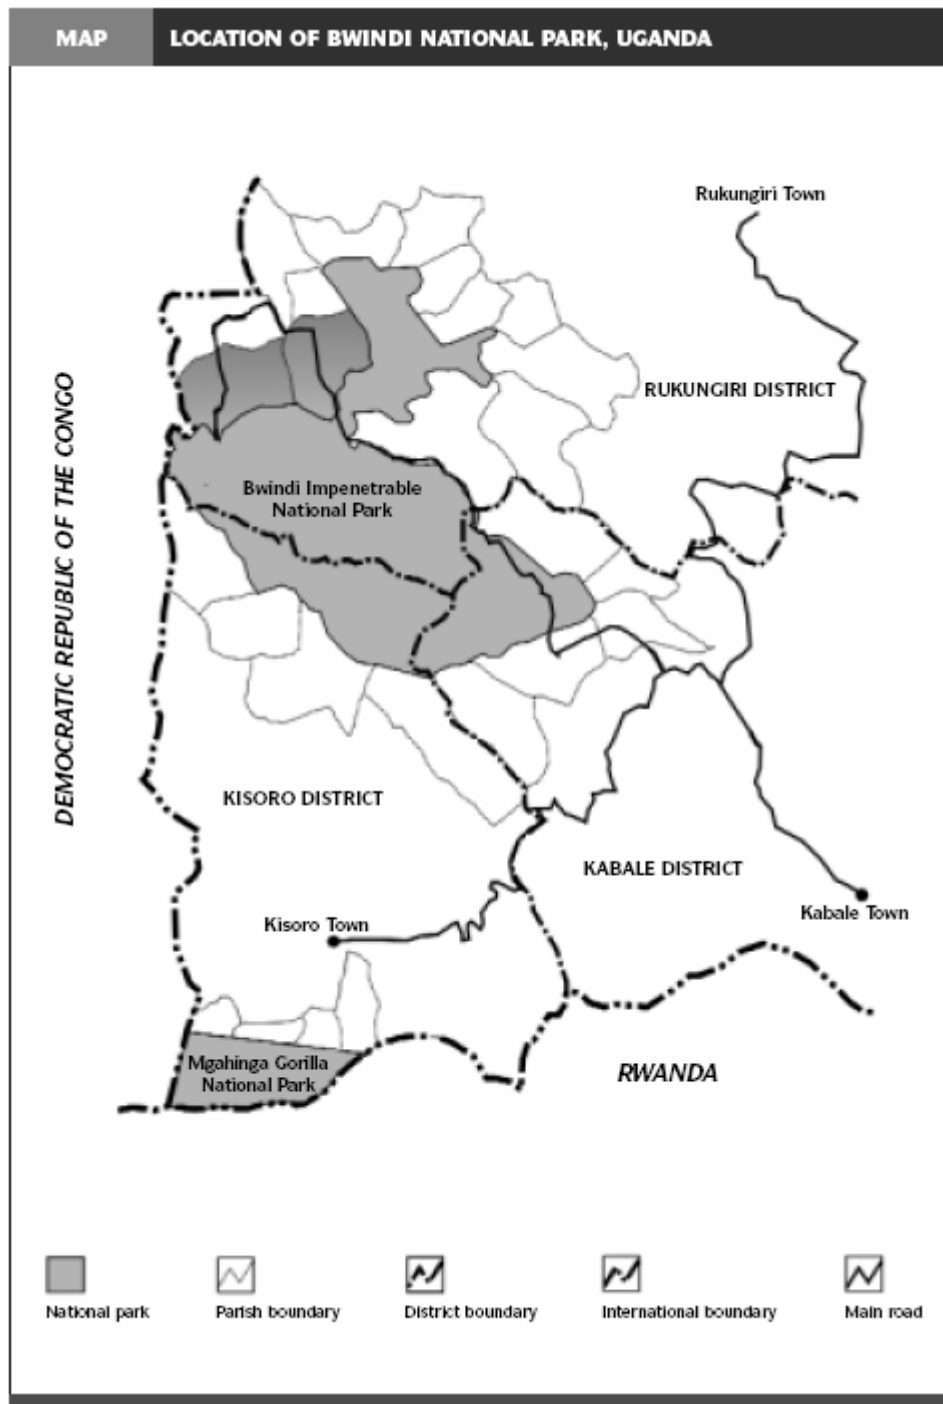 MAP
LOCATION OF BWINDI NATIONAL PARK, UGANDA
Rukungiri Town
RUKUNGIRI DISTRICT
DEMOCRATIC REPUBLIC OF THE CONGO
Bwindi Impenetrable
National Park
KISORO DISTRICT
KABALE DISTRICT
Kisoro Town
Kabale Town
Mgahinga Gorilla
National Park
RWANDA
National park
Parish boundary
District boundary
International boundary
Main road